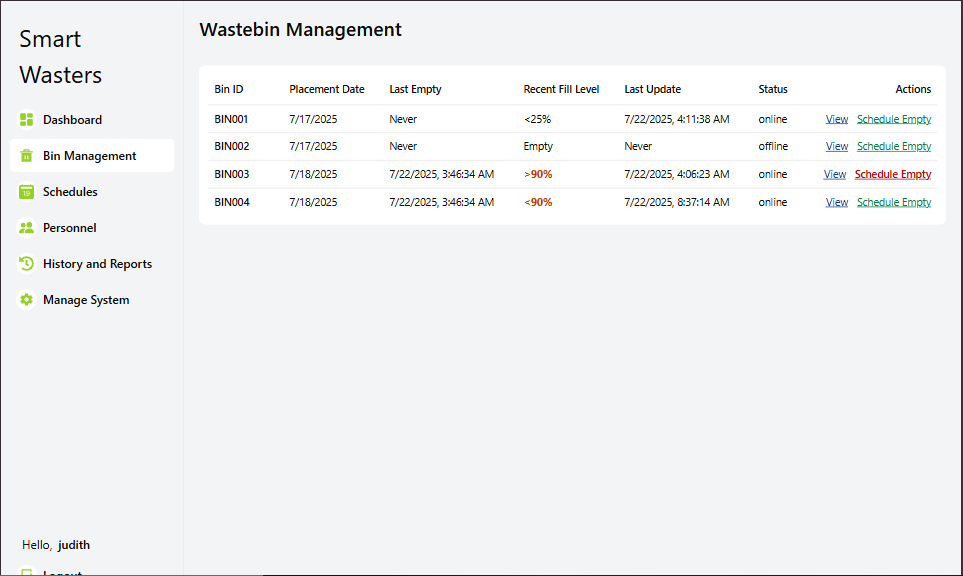 Smart
Wasters
Dashboard
Bin Management
19
Schedules
Personnel
History and Reports
Manage System
Hello, judith
Logout
Wastebin Management
Bin ID Placement Date Last Empty Recent Fill Level Last Update Status Actions
BIN001 7/17/2025 Never <25% 7/22/2025, 4:11:38 AM online View Schedule Empty
BIN002 7/17/2025 Never Empty Never offline View Schedule Empty
BIN003 7/18/2025 7/22/2025, 3:46:34 AM >90% 7/22/2025, 4:06:23 AM online View Schedule Empty
BIN004 7/18/2025 7/22/2025, 3:46:34 AM <90% 7/22/2025, 8:37:14 AM online View Schedule Empty